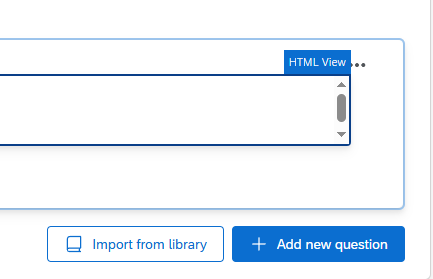 HTML View
Import from library
Add new question